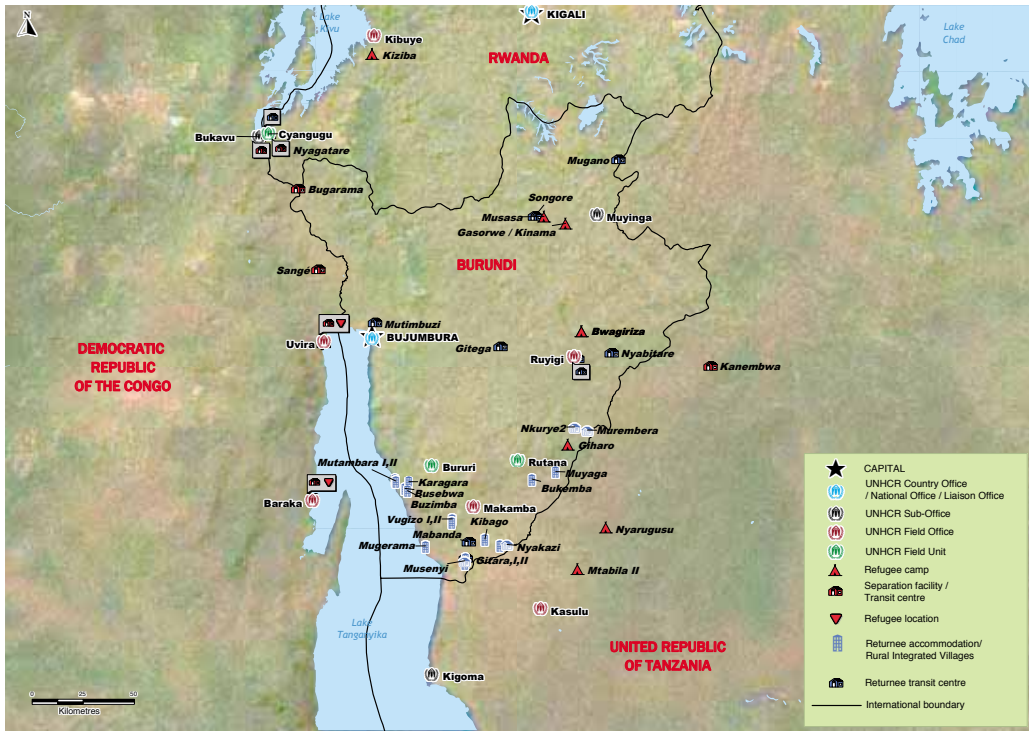 N
Lake
Kivu
KIGALI
Lake
Chad
Kibuye
Kiziba
RWANDA
Bukavu
Cyangugu
Nyagatare
Mugano
Bugarama
Songore
Musasa
Muyinga
Gasorwe / Kinama
BURUNDI
Sangé
Mutimbuzi
BUJUMBURA
Uvira
Bwagiriza
Gitega
Nyabitare
Ruyigi
Kanembwa
DEMOCRATIC
REPUBLIC
OF THE CONGO
Nkurye2
Murembera
Giharo
Mutambara I,II
Bururi
Rutana
Muyaga
Karagara
Bukemba
Busebwa
Buzimba
Baraka
Makamba
Vugizo I,II
Kibago
Nyarugusu
Mabanda
Mugerama
Nyakazi
Gitara,I,II
Musenyi
Mtabila II
Kasulu
Lake
Tanganyika
UNITED REPUBLIC
OF TANZANIA
Kigoma
0 25 50
Kilometres
CAPITAL
UNHCR Country Office
/ National Office / Liaison Office
UNHCR Sub-Office
UNHCR Field Office
UNHCR Field Unit
Refugee camp
Separation facility /
Transit centre
Refugee location
Returnee accommodation/
Rural Integrated Villages
Returnee transit centre
International boundary